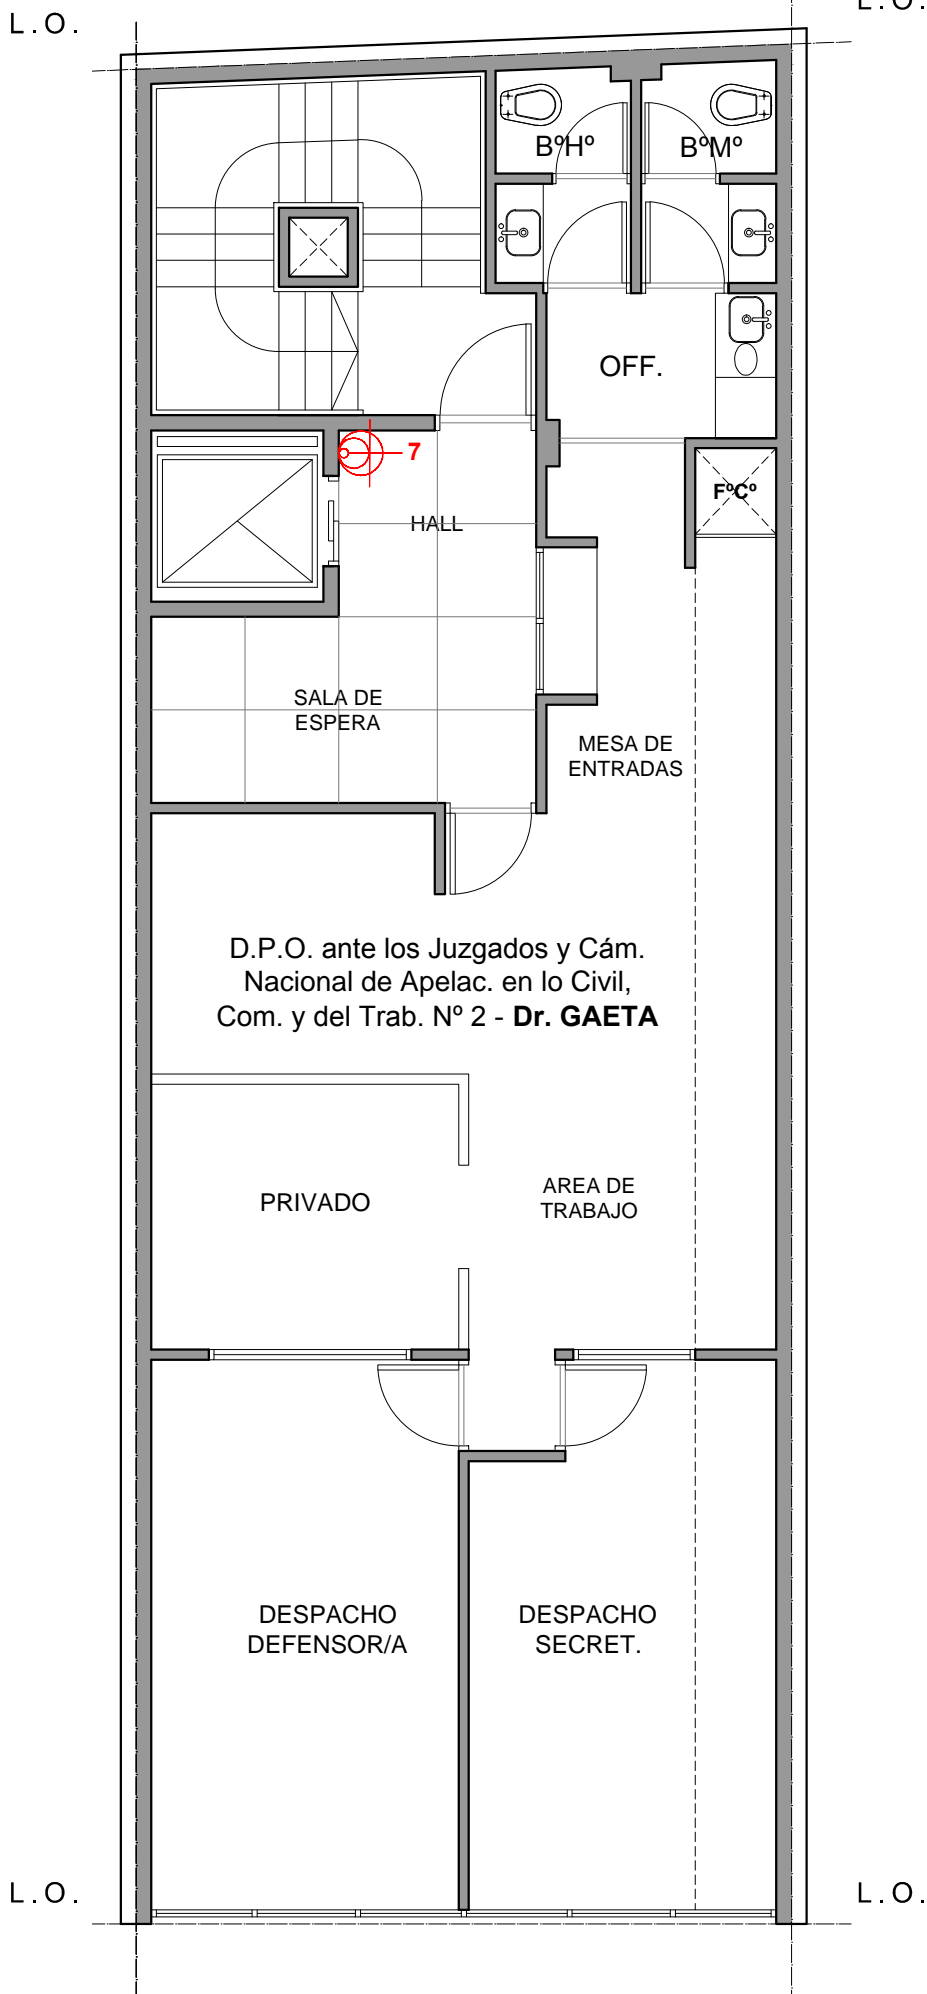 L.O.
L.O.
BºHº
BºMº
OFF.
7
FºCº
HALL
SALA DE
ESPERA
MESA DE
ENTRADAS
D.P.O. ante los Juzgados y Cám.
Nacional de Apelac. en lo Civil,
Com. y del Trab. Nº 2 - Dr. GAETA
PRIVADO
AREA DE
TRABAJO
DESPACHO
DEFENSOR/A
DESPACHO
SECRET.
L.O.
L.O.